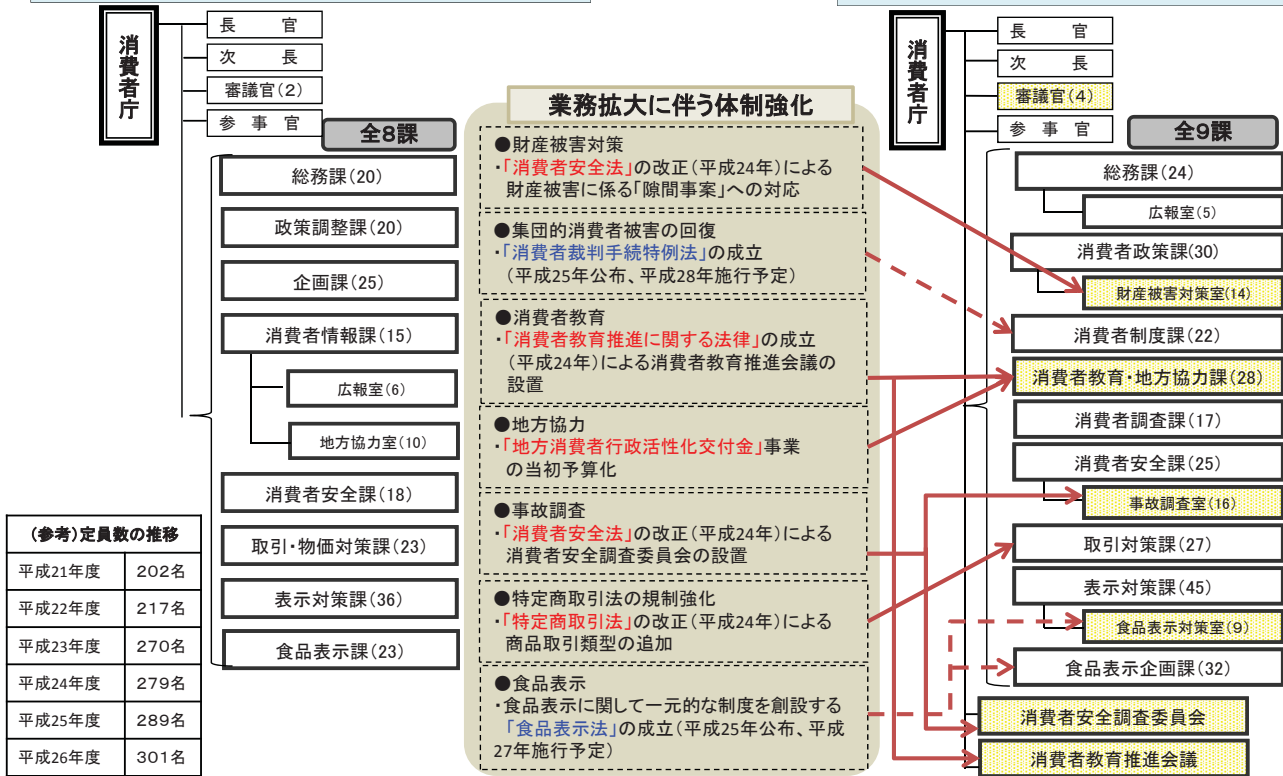 消費者庁
長　　官
次　　長
審議官(2)
参 事 官
全8課
総務課(20)
政策調整課(20)
企画課(25)
消費者情報課(15)
広報室(6)
地方協力室(10)
消費者安全課(18)
取引・物価対策課(23)
表示対策課(36)
食品表示課(23)
(参考)定員数の推移
平成21年度 202名
平成22年度 217名
平成23年度 270名
平成24年度 279名
平成25年度 289名
平成26年度 301名
業務拡大に伴う体制強化
●財産被害対策
・「消費者安全法」の改正(平成24年)による
財産被害に係る「隙間事案」への対応
●集団的消費者被害の回復
・「消費者裁判手続特例法」の成立
(平成25年公布、平成28年施行予定)
●消費者教育
・「消費者教育推進に関する法律」の成立
(平成24年)による消費者教育推進会議の
設置
●地方協力
・「地方消費者行政活性化交付金」事業
の当初予算化
●事故調査
・「消費者安全法」の改正(平成24年)による
消費者安全調査委員会の設置
●特定商取引法の規制強化
・「特定商取引法」の改正(平成24年)による
商品取引類型の追加
●食品表示
・食品表示に関して一元的な制度を創設する
「食品表示法」の成立(平成25年公布、平成
27年施行予定)
消費者庁
長　　官
次　　長
審議官(4)
参 事 官
全9課
総務課(24)
広報室(5)
消費者政策課(30)
財産被害対策室(14)
消費者制度課(22)
消費者教育・地方協力課(28)
消費者調査課(17)
消費者安全課(25)
事故調査室(16)
取引対策課(27)
表示対策課(45)
食品表示対策室(9)
食品表示企画課(32)
消費者安全調査委員会
消費者教育推進会議